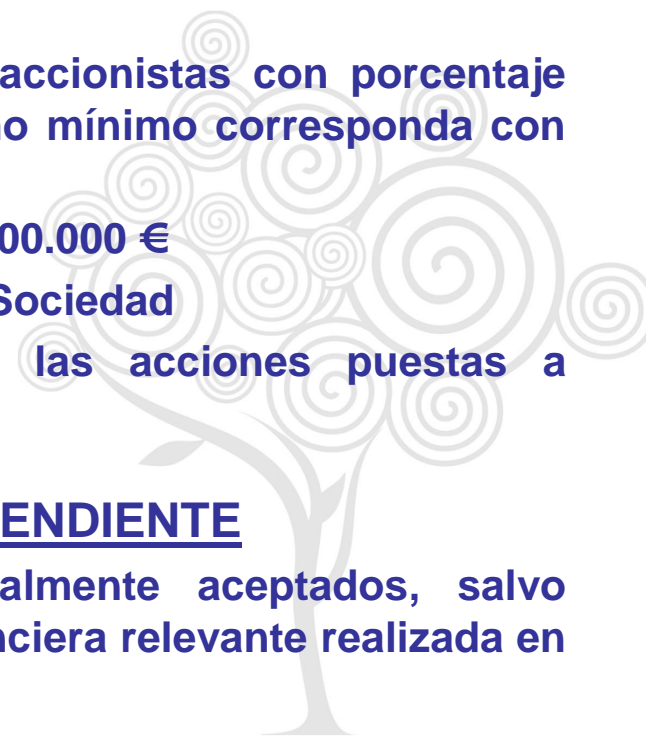 accionistas con porcentaje
mínimo corresponda con
00.000 €
Sociedad
las acciones puestas a
ENDIENTE
almente aceptados, salvo
nciera relevante realizada en